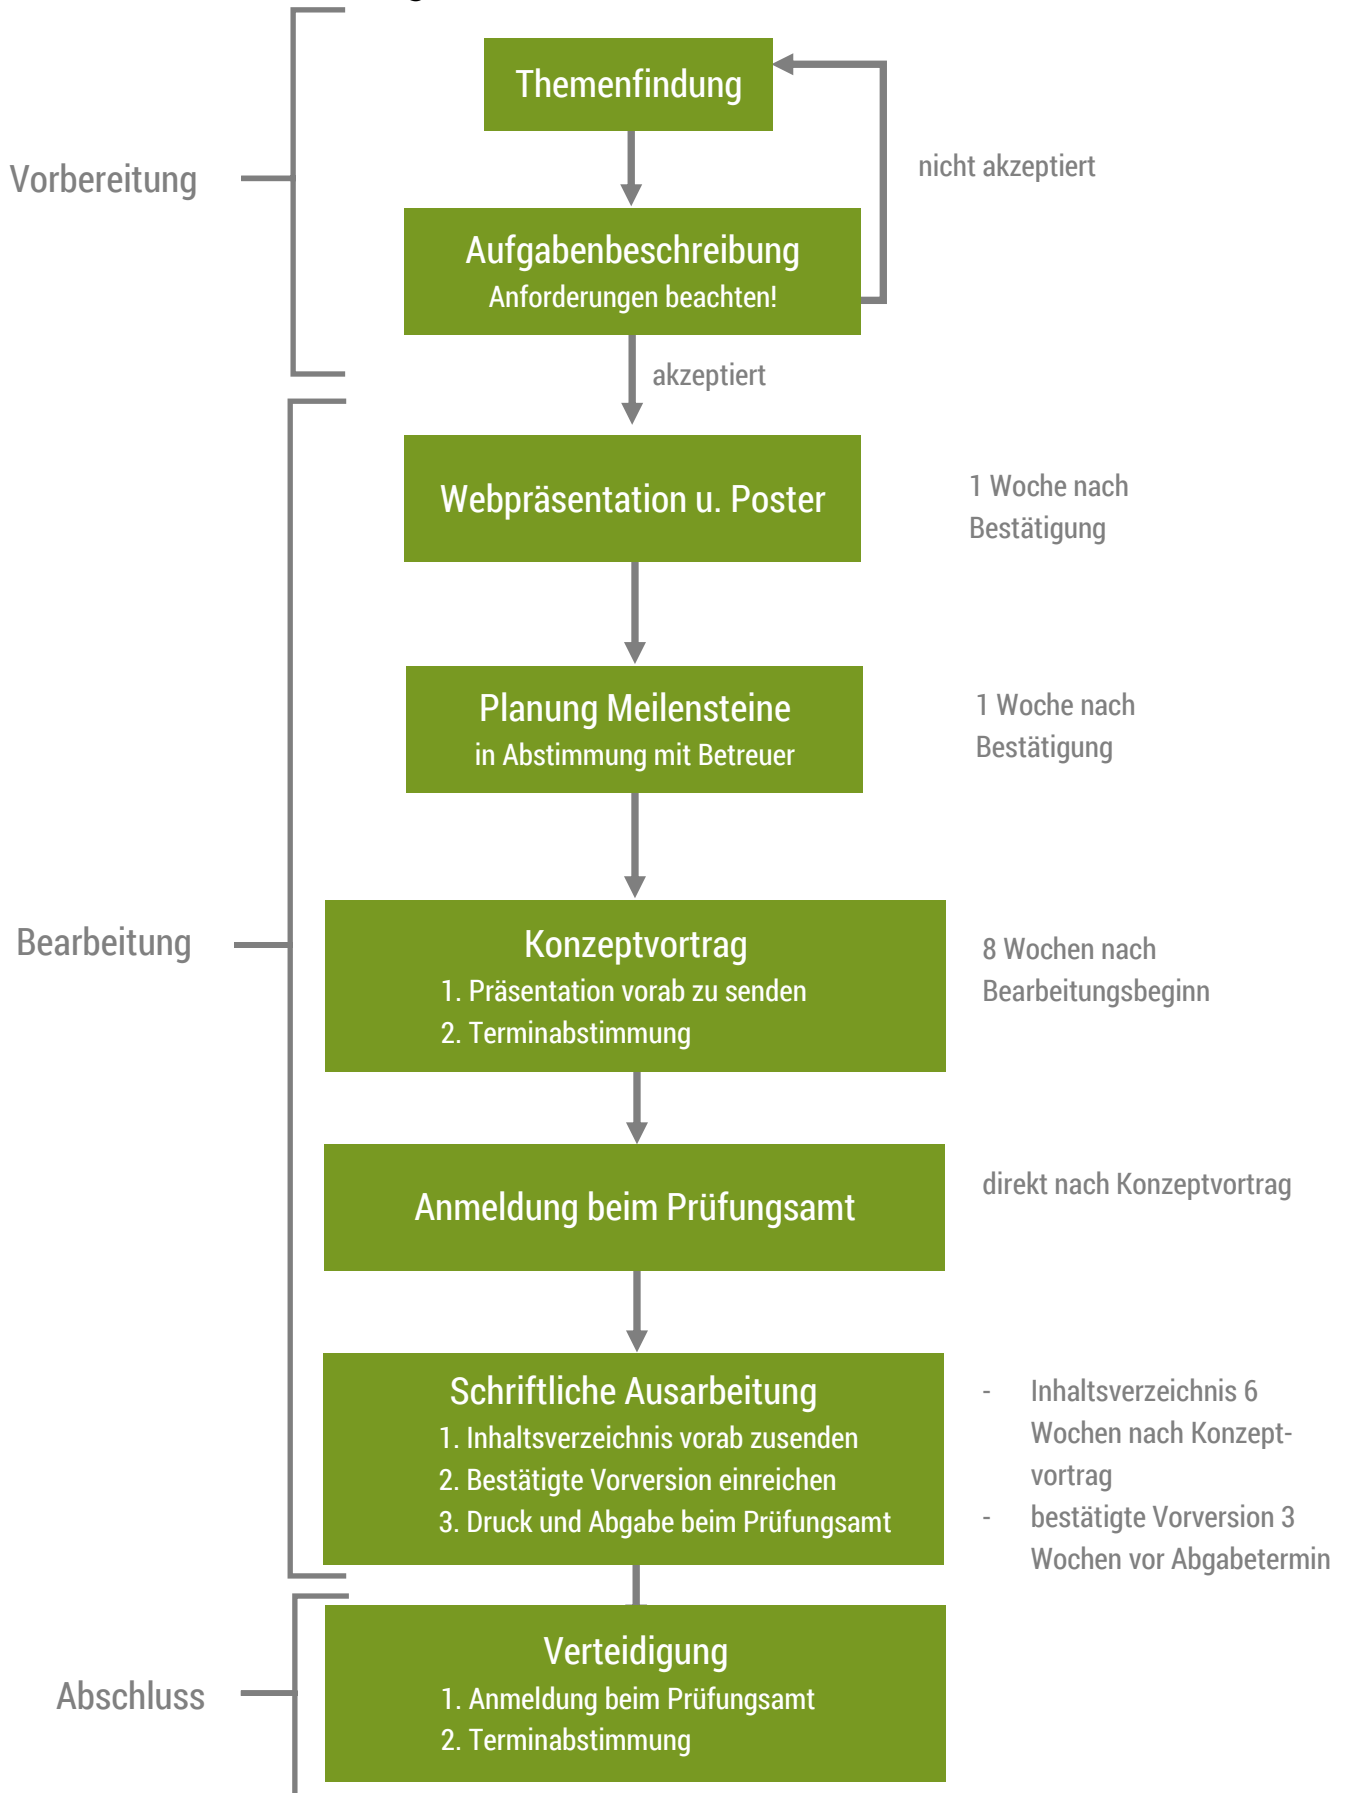 Themenfindung
nicht akzeptiert
Vorbereitung
Aufgabenbeschreibung
Anforderungen beachten!
akzeptiert
Webpräsentation u. Poster
1 Woche nach
Bestätigung
Planung Meilensteine
in Abstimmung mit Betreuer
1 Woche nach
Bestätigung
Bearbeitung
Konzeptvortrag
1. Präsentation vorab zu senden
2. Terminabstimmung
8 Wochen nach
Bearbeitungsbeginn
Anmeldung beim Prüfungsamt
direkt nach Konzeptvortrag
Schriftliche Ausarbeitung
1. Inhaltsverzeichnis vorab zusenden
2. Bestätigte Vorversion einreichen
3. Druck und Abgabe beim Prüfungsamt
- Inhaltsverzeichnis 6
Wochen nach Konzept-
vortrag
- bestätigte Vorversion 3
Wochen vor Abgabetermin
Abschluss
Verteidigung
1. Anmeldung beim Prüfungsamt
2. Terminabstimmung